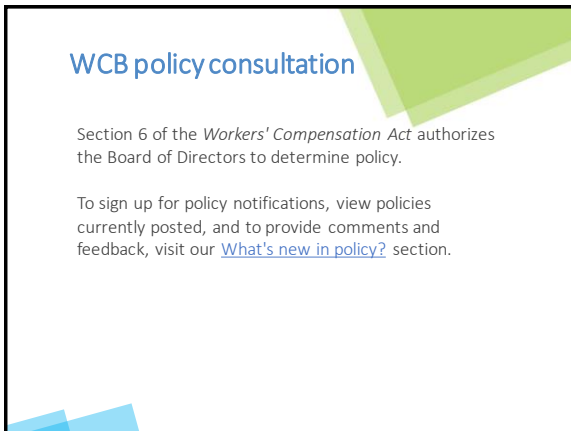 WCB policy consultation
Section 6 of the Workers' Compensation Act authorizes
the Board of Directors to determine policy.
To sign up for policy notifications, view policies
currently posted, and to provide comments and
feedback, visit our What's new in policy? section.